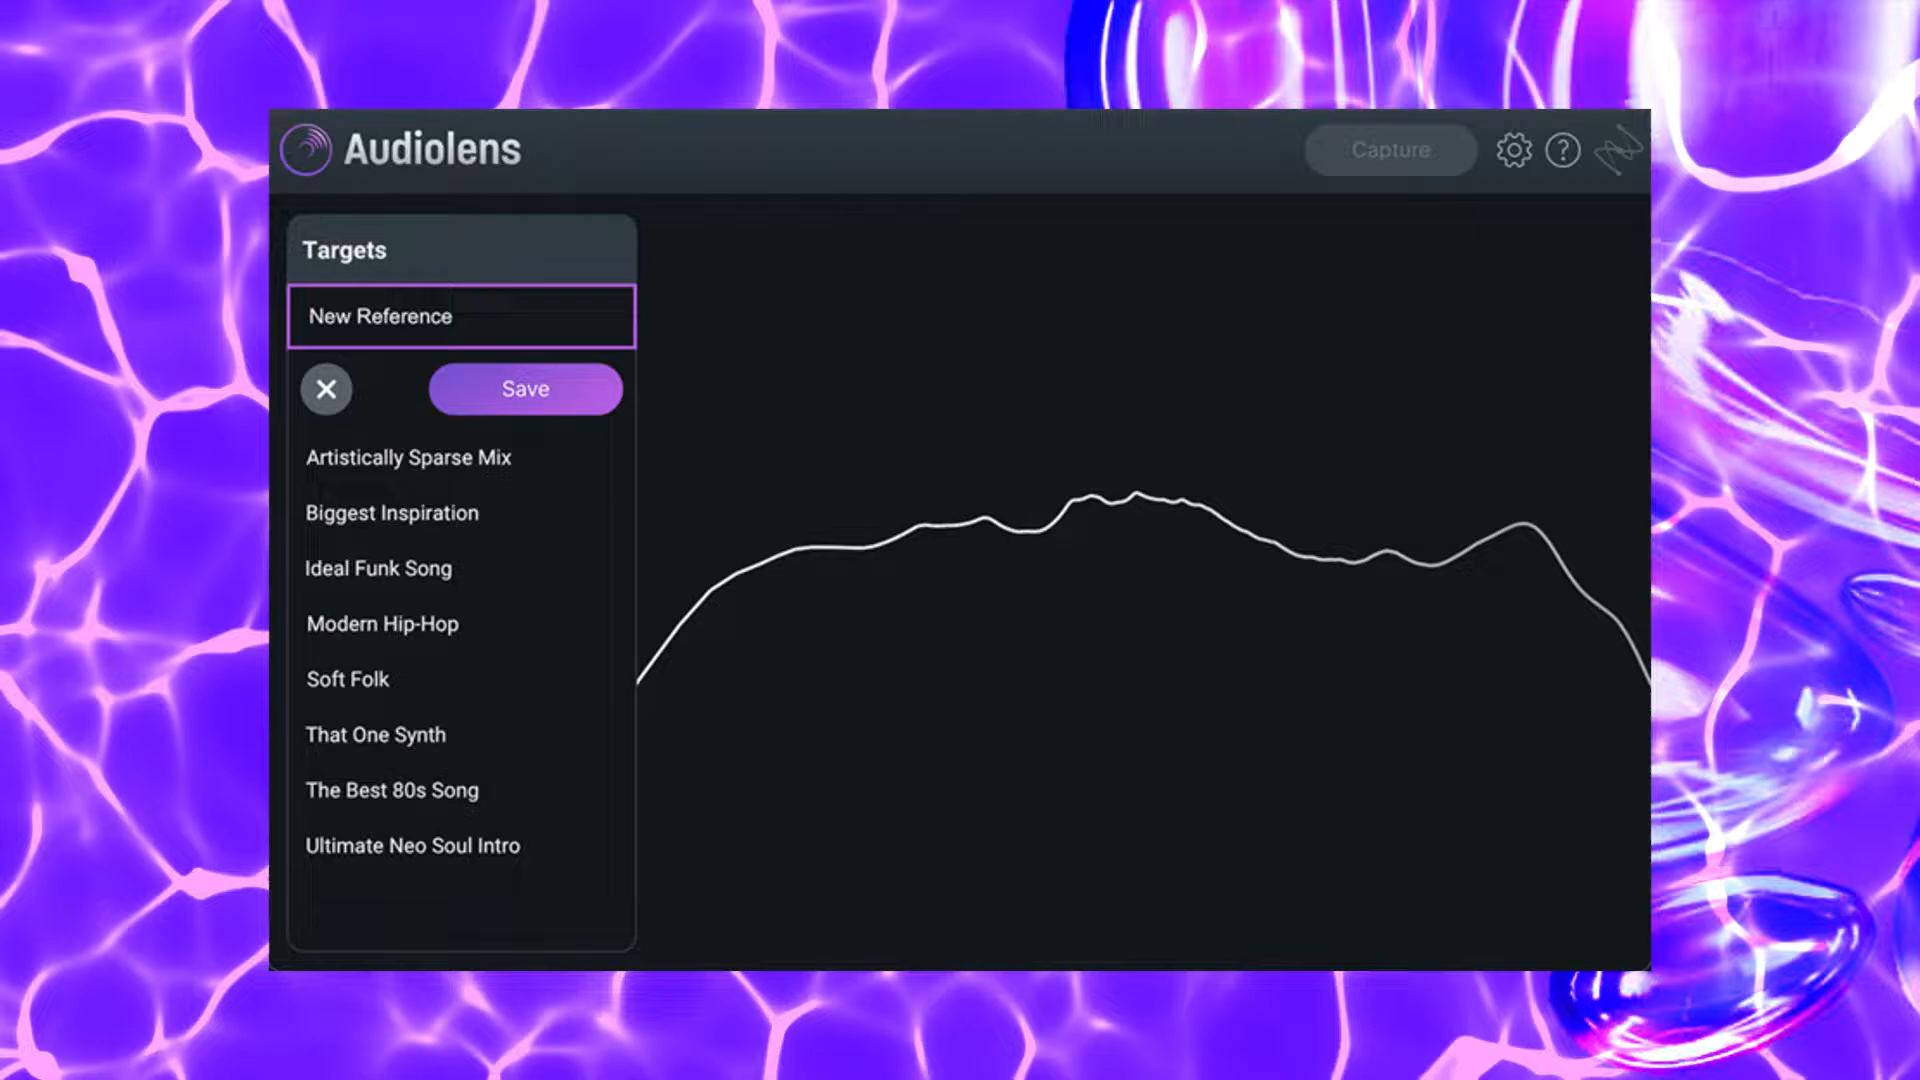 Audiolens
Capture
?
Targets
New Reference
Save
Artistically Sparse Mix
Biggest Inspiration
Ideal Funk Song
Modern Hip-Hop
Soft Folk
That One Synth
The Best 80s Song
Ultimate Neo Soul Intro